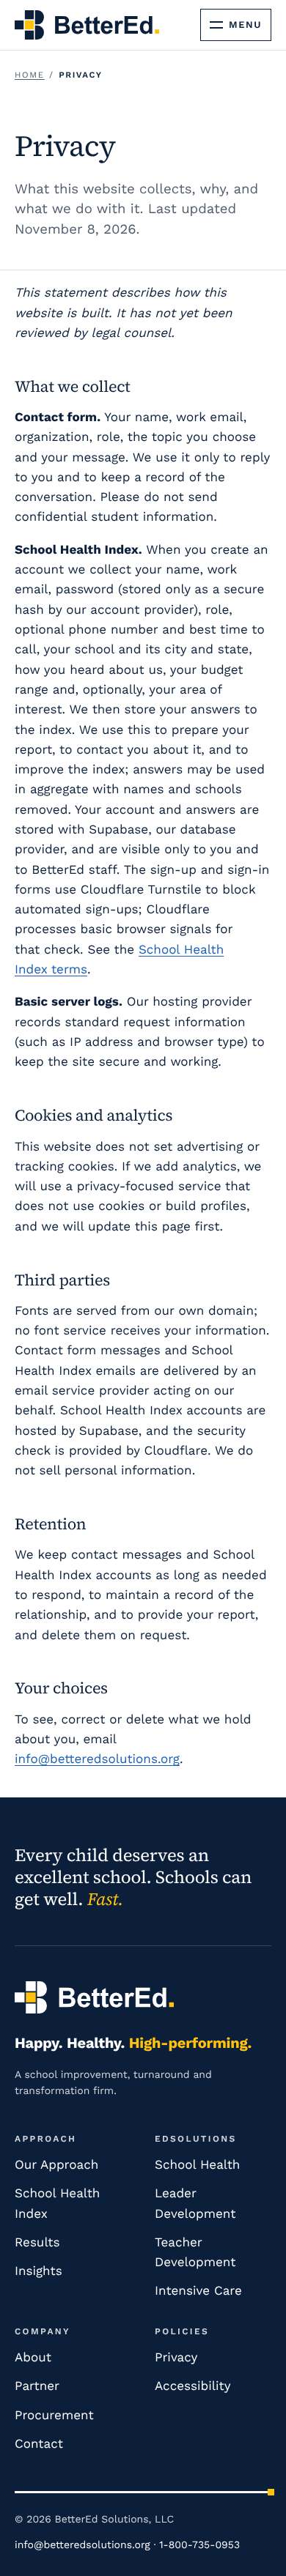 BetterEd.
MENU
HOME / PRIVACY
Privacy
What this website collects, why, and
what we do with it. Last updated
November 8, 2026.
This statement describes how this
website is built. It has not yet been
reviewed by legal counsel.
What we collect
Contact form. Your name, work email,
organization, role, the topic you choose
and your message. We use it only to reply
to you and to keep a record of the
conversation. Please do not send
confidential student information.
School Health Index. When you create an
account we collect your name, work
email, password (stored only as a secure
hash by our account provider), role,
optional phone number and best time to
call, your school and its city and state,
how you heard about us, your budget
range and, optionally, your area of
interest. We then store your answers to
the index. We use this to prepare your
report, to contact you about it, and to
improve the index; answers may be used
in aggregate with names and schools
removed. Your account and answers are
stored with Supabase, our database
provider, and are visible only to you and
to BetterEd staff. The sign-up and sign-in
forms use Cloudflare Turnstile to block
automated sign-ups; Cloudflare
processes basic browser signals for
that check. See the School Health
Index terms.
Basic server logs. Our hosting provider
records standard request information
(such as IP address and browser type) to
keep the site secure and working.
Cookies and analytics
This website does not set advertising or
tracking cookies. If we add analytics, we
will use a privacy-focused service that
does not use cookies or build profiles,
and we will update this page first.
Third parties
Fonts are served from our own domain;
no font service receives your information.
Contact form messages and School
Health Index emails are delivered by an
email service provider acting on our
behalf. School Health Index accounts are
hosted by Supabase, and the security
check is provided by Cloudflare. We do
not sell personal information.
Retention
We keep contact messages and School
Health Index accounts as long as needed
to respond, to maintain a record of the
relationship, and to provide your report,
and delete them on request.
Your choices
To see, correct or delete what we hold
about you, email
info@betteredsolutions.org.
Every child deserves an
excellent school. Schools can
get well. Fast.
BetterEd.
Happy. Healthy. High-performing.
A school improvement, turnaround and
transformation firm.
APPROACH
Our Approach
School Health
Index
Results
Insights
EDSOLUTIONS
School Health
Leader
Development
Teacher
Development
Intensive Care
COMPANY
About
Partner
Procurement
Contact
POLICIES
Privacy
Accessibility
© 2026 BetterEd Solutions, LLC
info@betteredsolutions.org · 1-800-735-0953